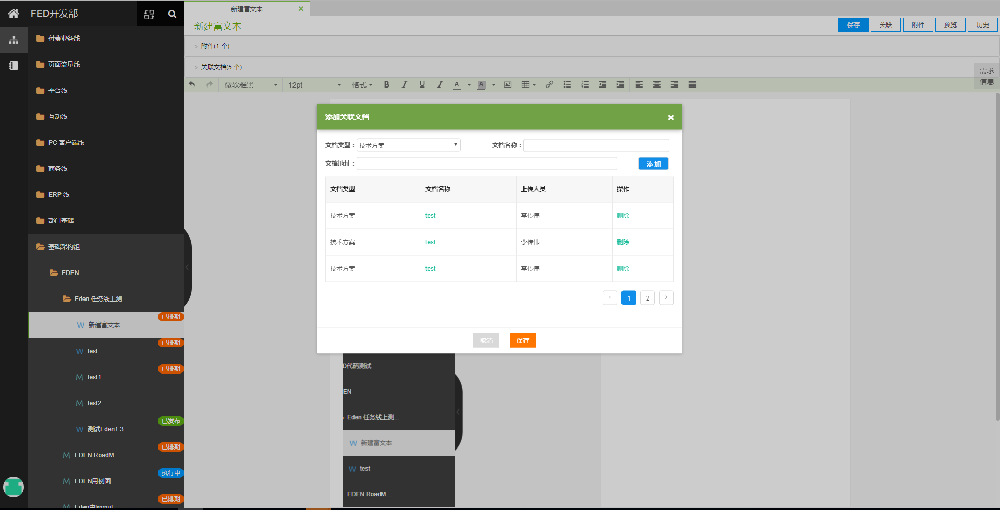 FED开发部
付费业务线
页面流量线
平台线
互动线
PC 客户端线
商务线
ERP 线
部门基础
基础架构组
EDEN
Eden 任务线上测...
已排期
W 新建富文本
已排期
W test
已排期
M test1
M test2
已发布
W 测试Eden1.3
已排期
M EDEN RoadM...
执行中
M EDEN用例图
已排期
M Eden中Immut
新建富文本
新建富文本
保存 关联 附件 预览 历史
附件(1 个)
关联文档(5 个)
需求
信息
微软雅黑 12pt 格式 B I U I A A
添加关联文档
文档类型： 技术方案 文档名称：
文档地址： 添 加
文档类型 文档名称 上传人员 操作
技术方案 test 李传伟 删除
技术方案 test 李传伟 删除
技术方案 test 李传伟 删除
1 2
取消 保存
D代码测试
EN
Eden 任务线上测...
W 新建富文本
W test
EDEN RoadM...